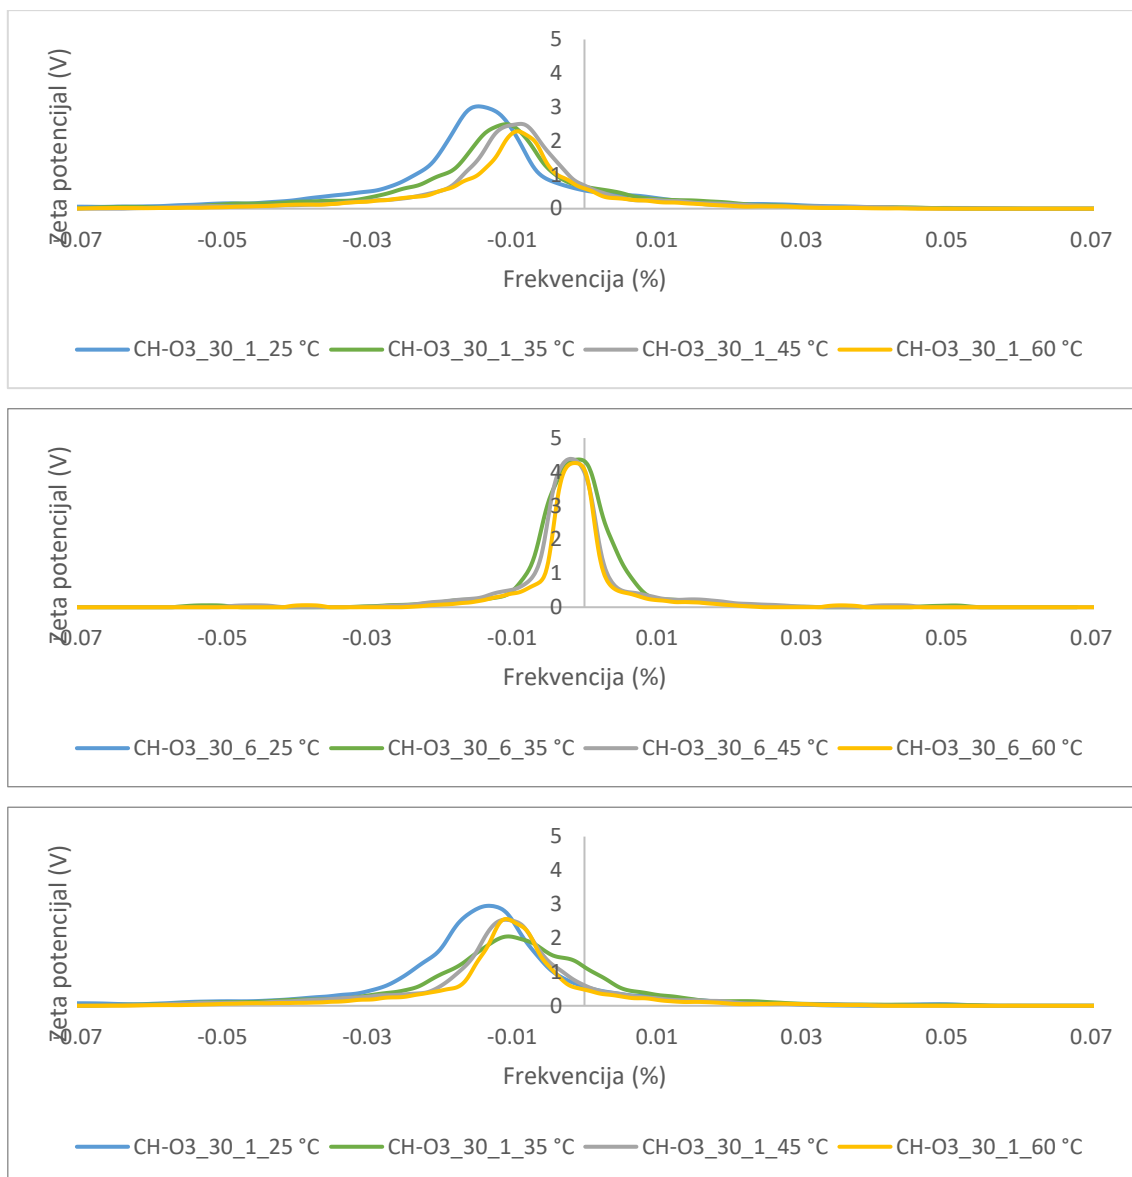 Zeta potencijal (V)
5
4
3
2
1
0
-0.07 -0.05 -0.03 -0.01 0.01 0.03 0.05 0.07
Frekvencija (%)
CH-O3_30_1_25 °C CH-O3_30_1_35 °C CH-O3_30_1_45 °C CH-O3_30_1_60 °C
Zeta potencijal (V)
5
4
3
2
1
0
-0.07 -0.05 -0.03 -0.01 0.01 0.03 0.05 0.07
Frekvencija (%)
CH-O3_30_6_25 °C CH-O3_30_6_35 °C CH-O3_30_6_45 °C CH-O3_30_6_60 °C
Zeta potencijal (V)
5
4
3
2
1
0
-0.07 -0.05 -0.03 -0.01 0.01 0.03 0.05 0.07
Frekvencija (%)
CH-O3_30_1_25 °C CH-O3_30_1_35 °C CH-O3_30_1_45 °C CH-O3_30_1_60 °C